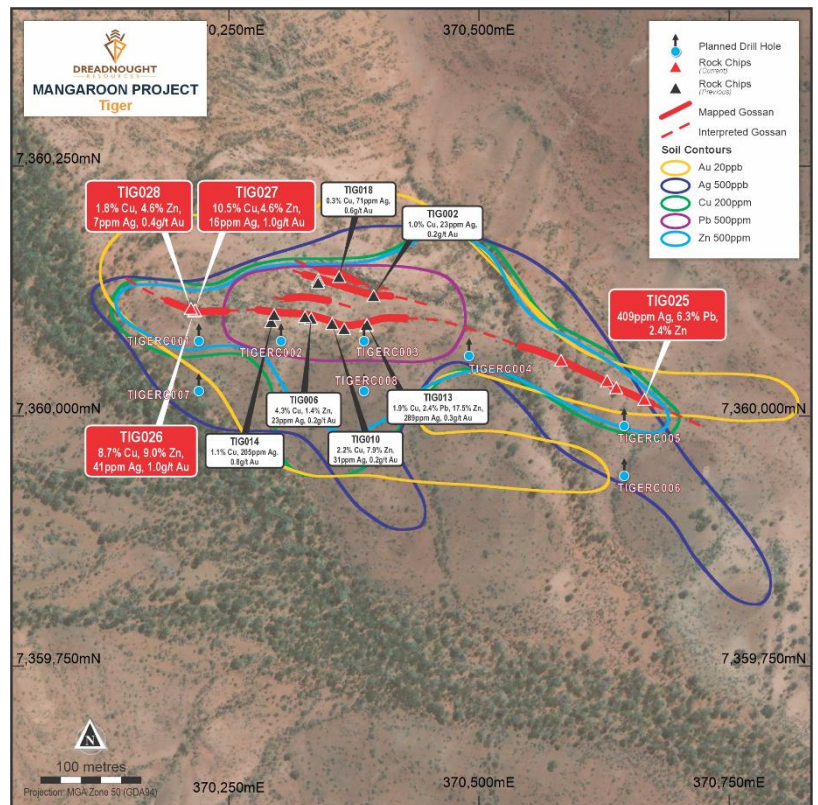 DREADNOUGHT
RESOURCES
MANGAROON PROJECT
Tiger
370,250mE
370,500mE
Planned Drill Hole
Rock Chips
(Current)
Rock Chips
(Previous)
Mapped Gossan
Interpreted Gossan
Soil Contours
Au 20ppb
Ag 500ppb
Cu 200ppm
Pb 500ppm
Zn 500ppm
7,360,250mN
TIG028
1.8% Cu, 4.6% Zn,
7ppm Ag, 0.4g/t Au
TIG027
10.5% Cu,4.6% Zn,
16ppm Ag, 1.0g/t Au
TIG018
0.3% Cu, 71ppm Ag,
0.6g/t Au
TIG002
1.0% Cu, 23ppm Ag,
0.2g/t Au
TIG025
409ppm Ag, 6.3% Pb,
2.4% Zn
TIGERC001
TIGERC002
TIGERC003
TIGERC004
TIGERC007
TIGERC008
7,360,000mN
7,360,000mN
TIGERC005
TIGERC006
TIG026
8.7% Cu, 9.0% Zn,
41ppm Ag, 1.0g/t Au
TIG014
1.1% Cu, 205ppm Ag,
0.8g/t Au
TIG006
4.3% Cu, 1.4% Zn,
23ppm Ag, 0.2g/t Au
TIG010
2.2% Cu, 7.9% Zn,
31ppm Ag, 0.2g/t Au
TIG013
1.9% Cu, 2.4% Pb, 17.5% Zn,
289ppm Ag, 0.3g/t Au
7,359,750mN
7,359,750mN
N
100 metres
Projection: MGA Zone 50 (GDA94)
370,250mE
370,500mE
370,750mE